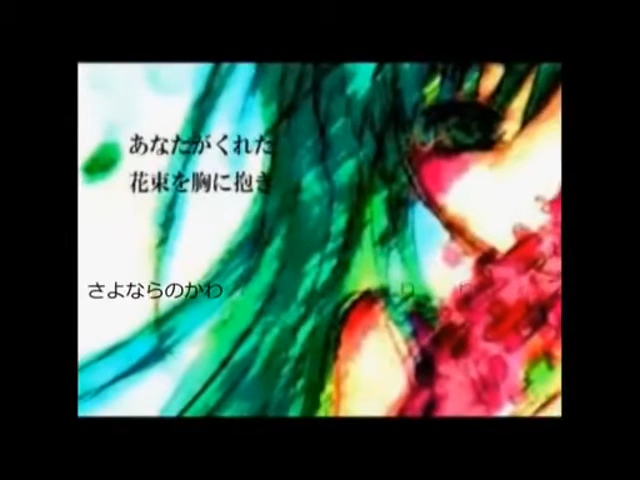 あなたがくれた
花束を胸に抱き
さよならのかわ